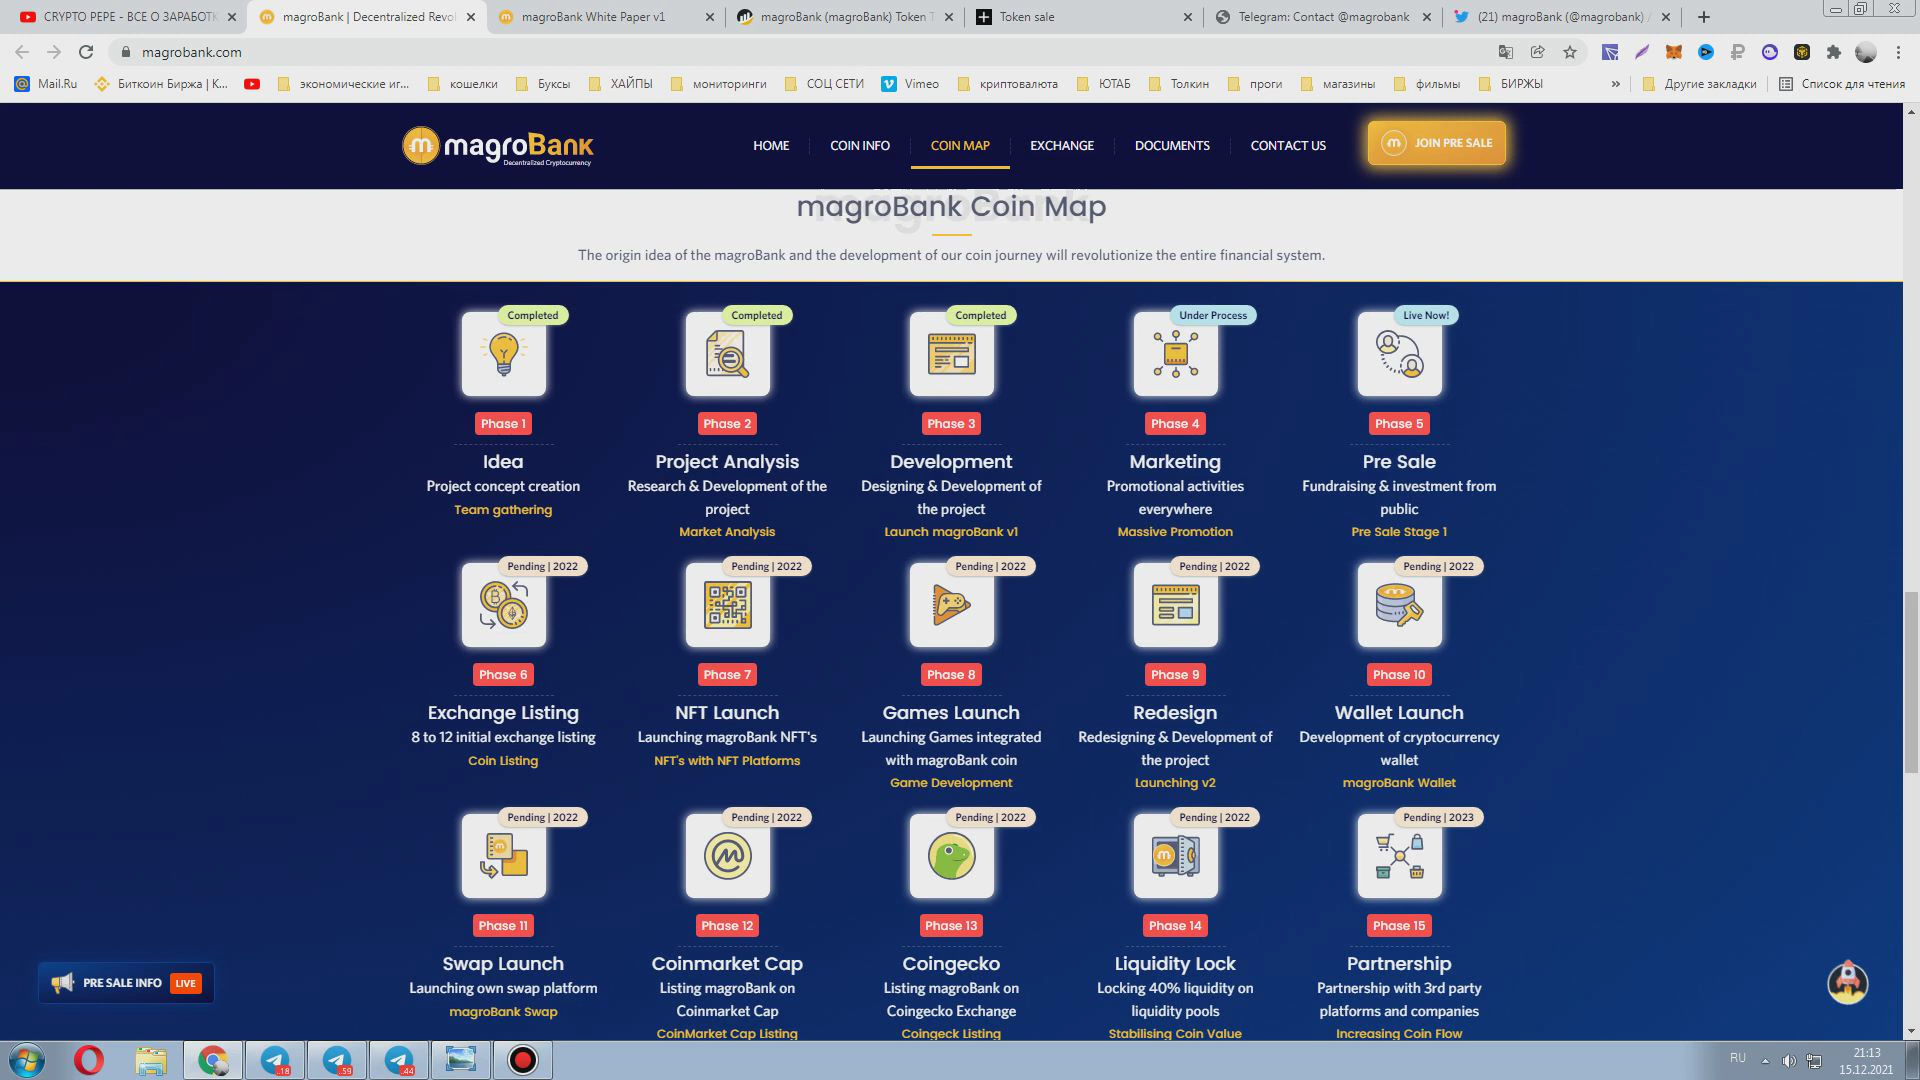 CRYPTO PEPE - ВСЕ О ЗАРАБОТК
magroBank | Decentralized Revol
magroBank White Paper v1
magroBank (magroBank) Token T
Token sale
Telegram: Contact @magrobank
(21) magroBank (@magrobank) /
magrobank.com
Mail.Ru
Биткоин Биржа | К...
экономические иг...
кошелки
Буксы
ХАЙПЫ
мониторинги
СОЦ СЕТИ
Vimeo
криптовалюта
ЮТАБ
Толкин
проги
магазины
фильмы
БИРЖЫ
»
Другие закладки
Список для чтения
magroBank
Decentralized Cryptocurrency
HOME
COIN INFO
COIN MAP
EXCHANGE
DOCUMENTS
CONTACT US
JOIN PRE SALE
magroBank Coin Map
The origin idea of the magroBank and the development of our coin journey will revolutionize the entire financial system.
Completed
Phase 1
Idea
Project concept creation
Team gathering
Completed
Phase 2
Project Analysis
Research & Development of the
project
Market Analysis
Completed
Phase 3
Development
Designing & Development of
the project
Launch magroBank v1
Under Process
Phase 4
Marketing
Promotional activities
everywhere
Massive Promotion
Live Now!
Phase 5
Pre Sale
Fundraising & investment from
public
Pre Sale Stage 1
Pending | 2022
Phase 6
Exchange Listing
8 to 12 initial exchange listing
Coin Listing
Pending | 2022
Phase 7
NFT Launch
Launching magroBank NFT's
NFT's with NFT Platforms
Pending | 2022
Phase 8
Games Launch
Launching Games integrated
with magroBank coin
Game Development
Pending | 2022
Phase 9
Redesign
Redesigning & Development of
the project
Launching v2
Pending | 2022
Phase 10
Wallet Launch
Development of cryptocurrency
wallet
magroBank Wallet
Pending | 2022
Phase 11
Swap Launch
Launching own swap platform
magroBank Swap
Pending | 2022
Phase 12
Coinmarket Cap
Listing magroBank on
Coinmarket Cap
CoinMarket Cap Listing
Pending | 2022
Phase 13
Coingecko
Listing magroBank on
Coingecko Exchange
Coingeck Listing
Pending | 2022
Phase 14
Liquidity Lock
Locking 40% liquidity on
liquidity pools
Stabilising Coin Value
Pending | 2023
Phase 15
Partnership
Partnership with 3rd party
platforms and companies
Increasing Coin Flow
PRE SALE INFO LIVE
18
59
44
RU
21:13
15.12.2021